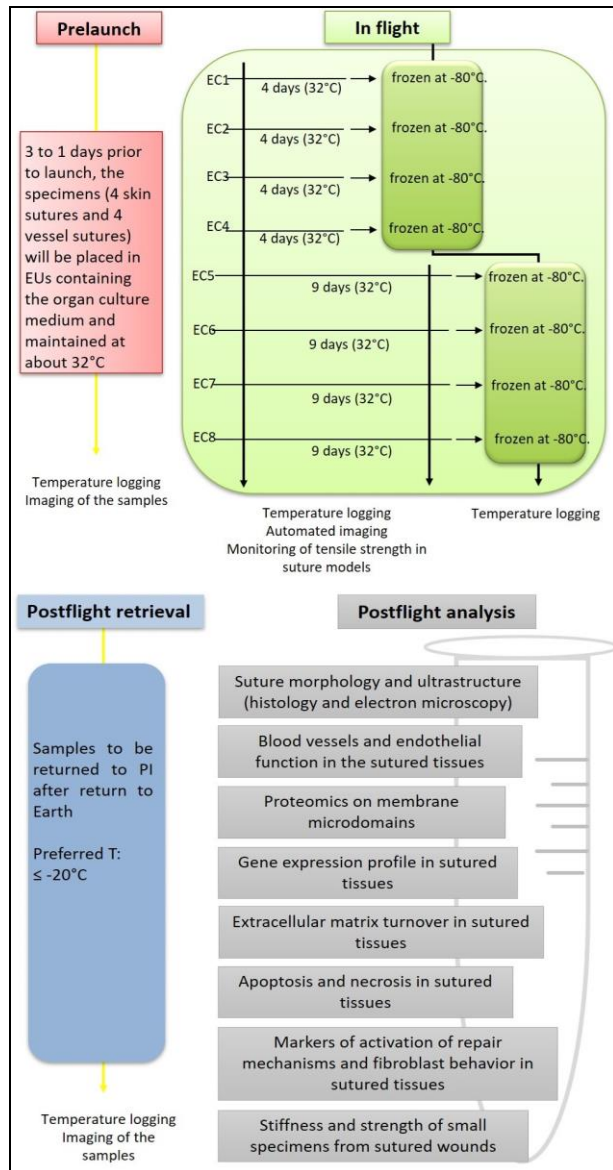 Prelaunch
3 to 1 days prior
to launch, the
specimens (4 skin
sutures and 4
vessel sutures)
will be placed in
EUs containing
the organ culture
medium and
maintained at
about 32°C
Temperature logging
Imaging of the samples
In flight
EC1
4 days (32°C)
frozen at -80°C.
EC2
4 days (32°C)
frozen at -80°C.
EC3
4 days (32°C)
frozen at -80°C.
EC4
4 days (32°C)
frozen at -80°C.
EC5
9 days (32°C)
frozen at -80°C.
EC6
9 days (32°C)
frozen at -80°C.
EC7
9 days (32°C)
frozen at -80°C.
EC8
9 days (32°C)
frozen at -80°C.
Temperature logging
Automated imaging
Monitoring of tensile strength in
suture models
Temperature logging
Postflight retrieval
Samples to be
returned to PI
after return to
Earth
Preferred T:
≤ -20°C
Temperature logging
Imaging of the
samples
Postflight analysis
Suture morphology and ultrastructure
(histology and electron microscopy)
Blood vessels and endothelial
function in the sutured tissues
Proteomics on membrane
microdomains
Gene expression profile in sutured
tissues
Extracellular matrix turnover in sutured
tissues
Apoptosis and necrosis in sutured
tissues
Markers of activation of repair
mechanisms and fibroblast behavior in
sutured tissues
Stiffness and strength of small
specimens from sutured wounds